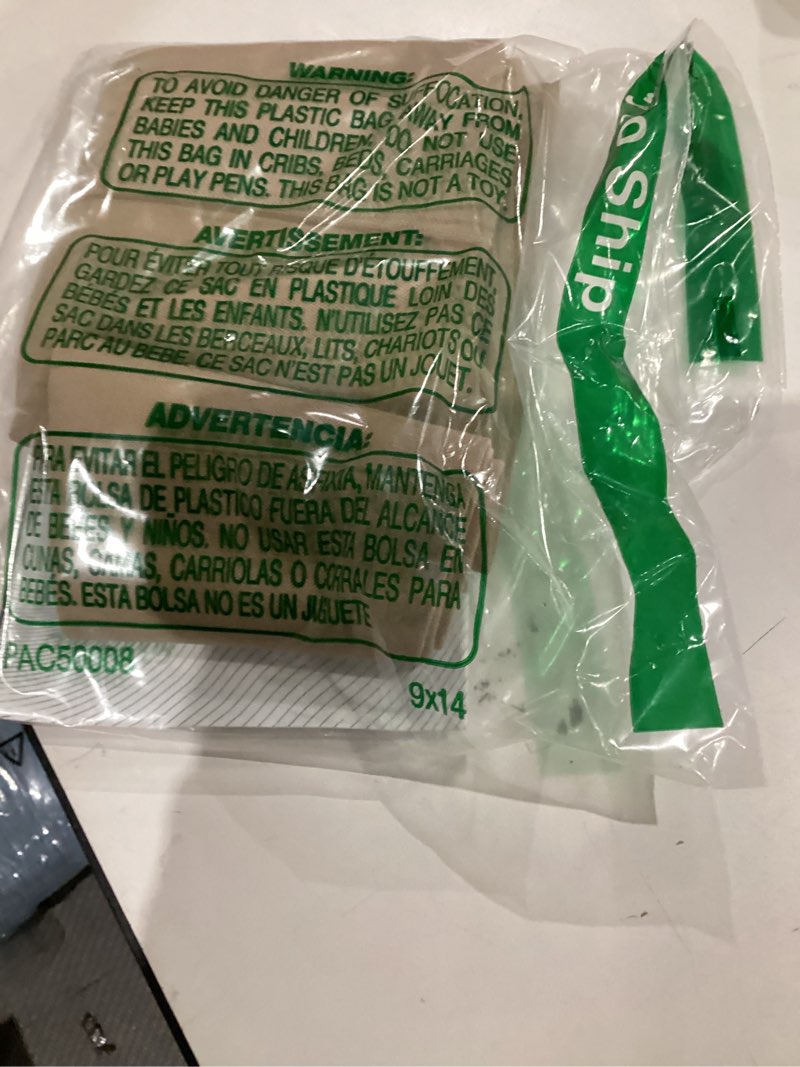 WARNING:
TO AVOID DANGER OF SUFFOCATION,
KEEP THIS PLASTIC BAG AWAY FROM
BABIES AND CHILDREN. DO NOT USE
THIS BAG IN CRIBS, BEDS, CARRIAGES
OR PLAY PENS. THIS BAG IS NOT A TOY.
AVERTISSEMENT:
POUR ÉVITER TOUT RISQUE D'ÉTOUFFEMENT,
GARDEZ CE SAC EN PLASTIQUE LOIN DES
BÉBÉS ET LES ENFANTS. N'UTILISEZ PAS CE
SAC DANS LES BERCEAUX, LITS, CHARIOTS OU
PARC AU BEBE. CE SAC N'EST PAS UN JOUET.
ADVERTENCIA:
PARA EVITAR EL PELIGRO DE ASFIXIA, MANTENGA
ESTA BOLSA DE PLASTICO FUERA DEL ALCANCE
DE BEBES Y NIÑOS. NO USAR ESTA BOLSA EN
CUNAS, CAMAS, CARRIOLAS O CORRALES PARA
BEBES. ESTA BOLSA NO ES UN JUGUETE
PAC56008
9x14
Ship